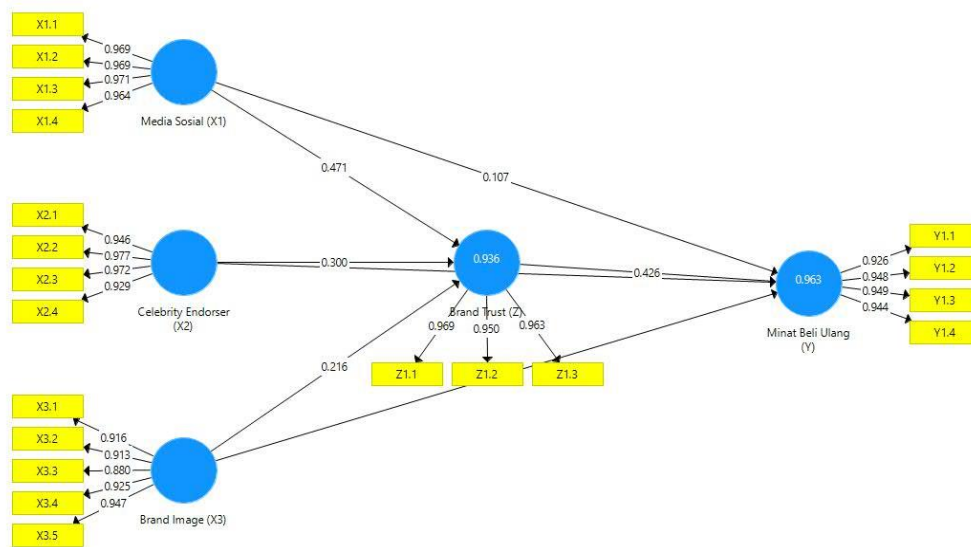 X1.1
X1.2
X1.3
X1.4
0.969
0.969
0.971
0.964
Media Sosial (X1)
0.471
0.107
X2.1
X2.2
X2.3
X2.4
0.946
0.977
0.972
0.929
Celebrity Endorser
(X2)
0.300
0.936
Brand Trust (Z)
0.426
0.963
Minat Beli Ulang
(Y)
0.926
0.948
0.949
0.944
Y1.1
Y1.2
Y1.3
Y1.4
0.969
0.950
0.963
Z1.1
Z1.2
Z1.3
0.216
X3.1
X3.2
X3.3
X3.4
X3.5
0.916
0.913
0.880
0.925
0.947
Brand Image (X3)